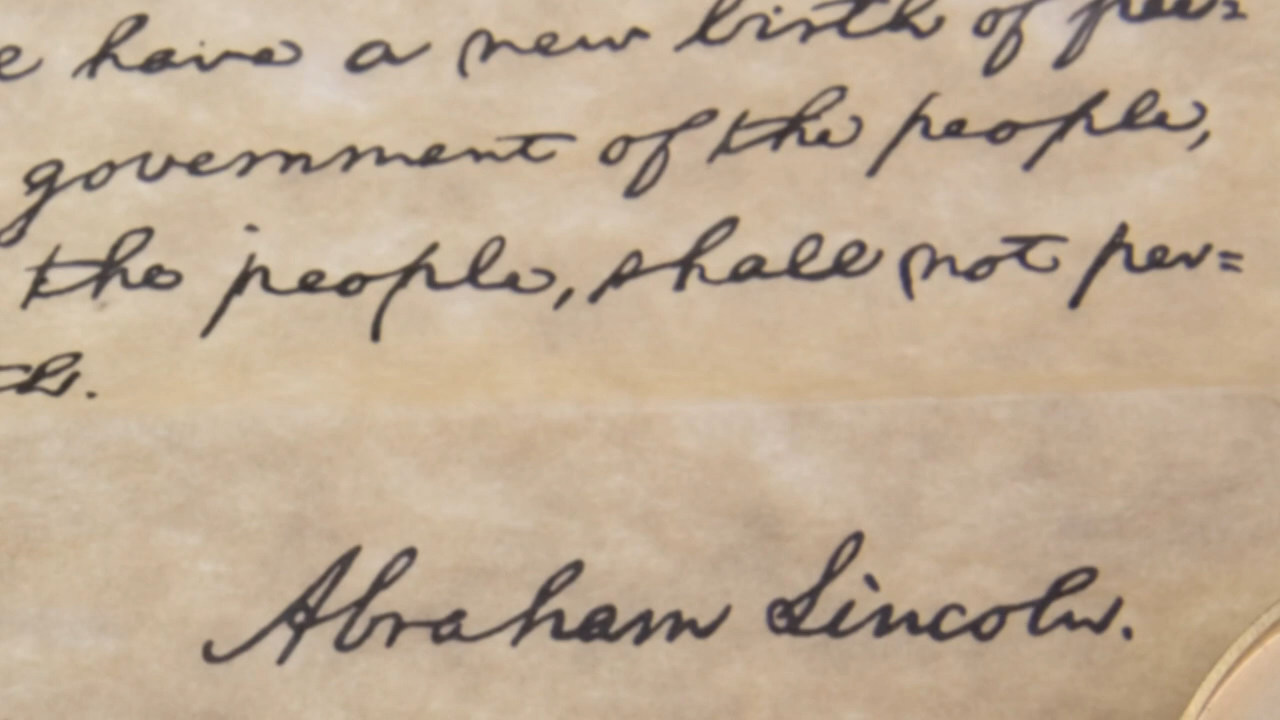 have a new birth of free=
government of the people,
the people, shall not per=
Abraham Lincoln.